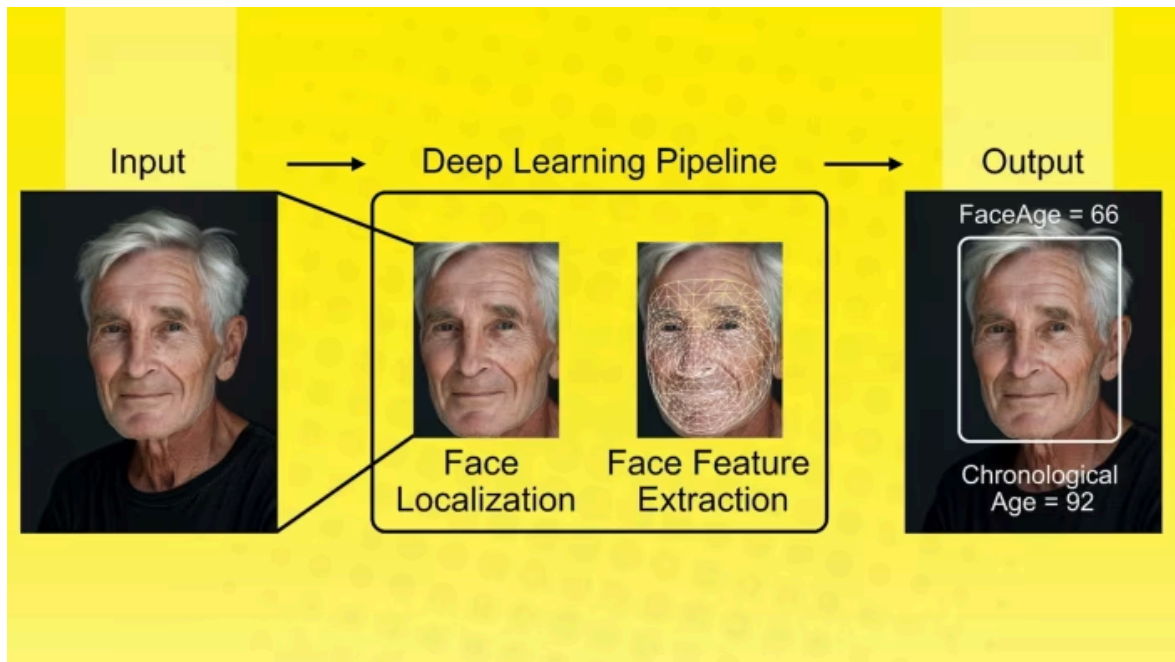 Input
Deep Learning Pipeline
Output
Face
Localization
Face Feature
Extraction
FaceAge = 66
Chronological
Age = 92